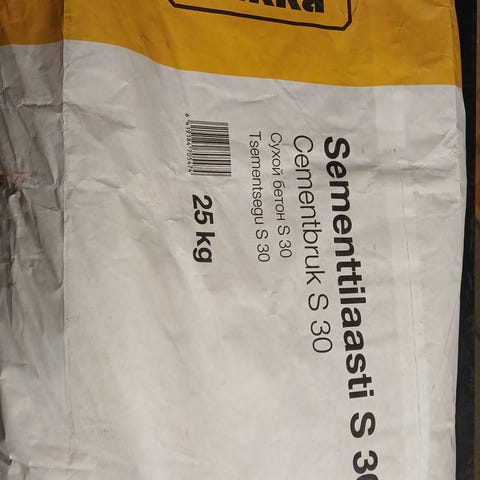 Sementtilaasti S 30
Cementbruk S 30
Сухой бетон S 30
Tsementsegu S 30
25 kg